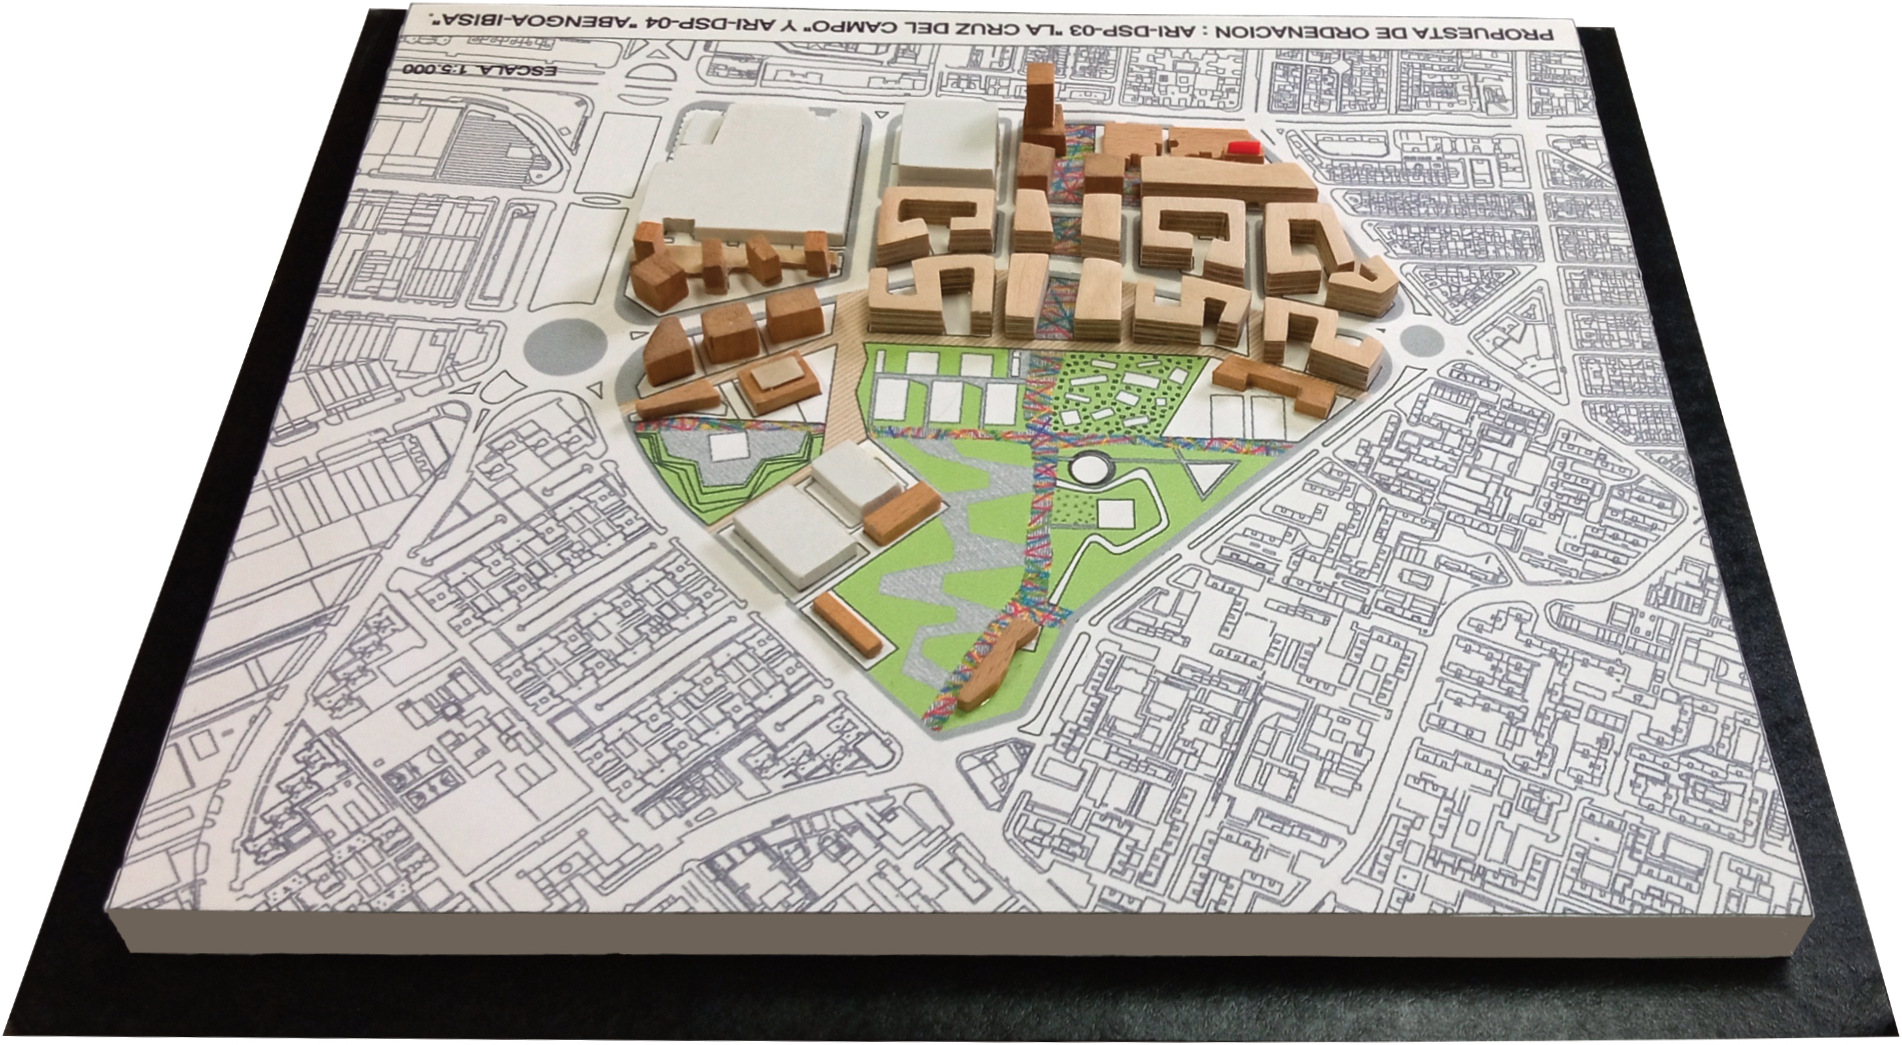 PROPUESTA DE ORDENACION : ARI-DSP-03 "LA CRUZ DEL CAMPO" Y ARI-DSP-04 "ABENGOA-IBISA".
ESCALA. 1:5.000